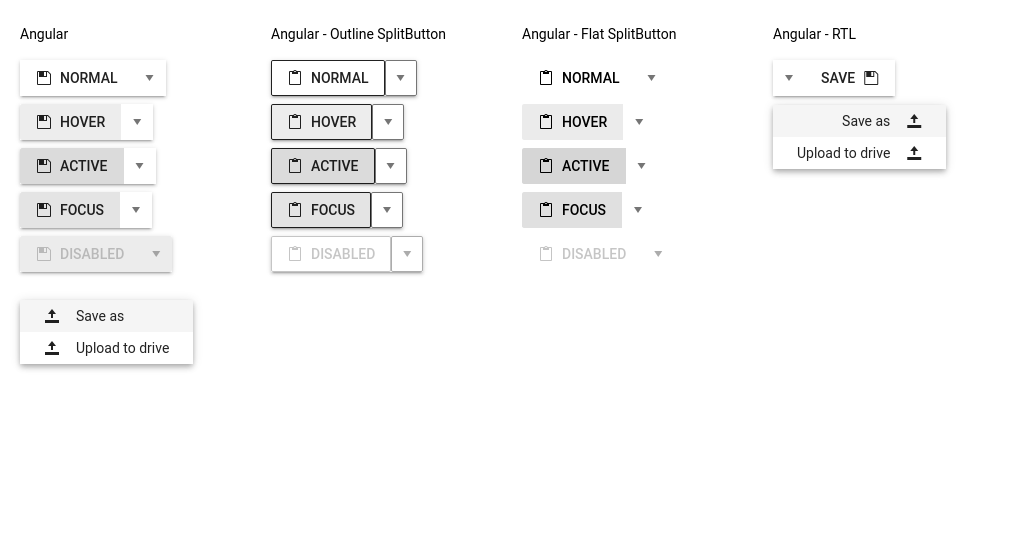 Angular
NORMAL
HOVER
ACTIVE
FOCUS
DISABLED
Save as
Upload to drive
Angular - Outline SplitButton
NORMAL
HOVER
ACTIVE
FOCUS
DISABLED
Angular - Flat SplitButton
NORMAL
HOVER
ACTIVE
FOCUS
DISABLED
Angular - RTL
SAVE
Save as
Upload to drive